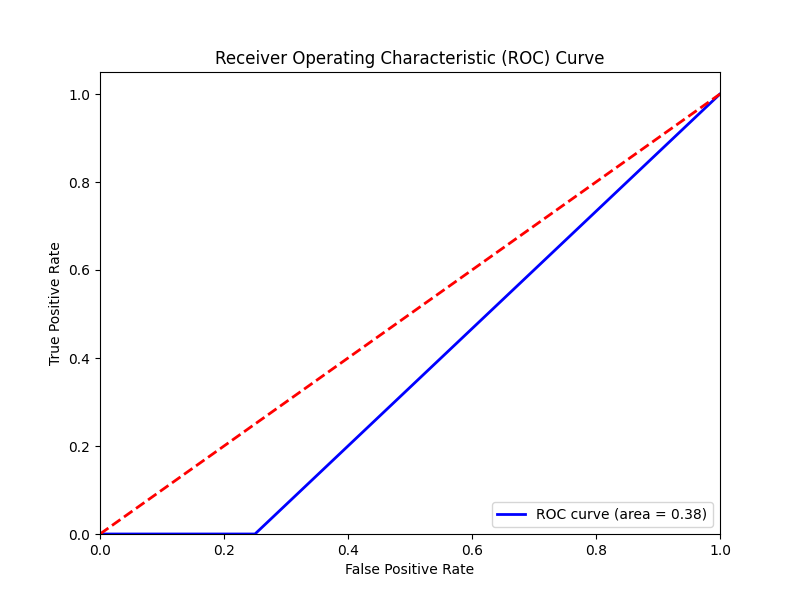 Receiver Operating Characteristic (ROC) Curve
True Positive Rate
1.0
0.8
0.6
0.4
0.2
0.0
ROC curve (area = 0.38)
0.0 0.2 0.4 0.6 0.8 1.0
False Positive Rate